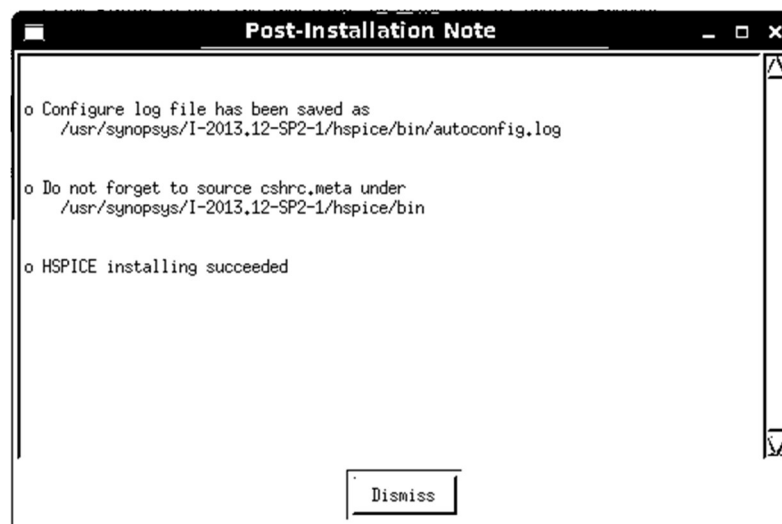 Post-Installation Note
o Configure log file has been saved as
/usr/synopsys/I-2013.12-SP2-1/hspice/bin/autoconfig.log
o Do not forget to source cshrc.meta under
/usr/synopsys/I-2013.12-SP2-1/hspice/bin
o HSPICE installing succeeded
Dismiss